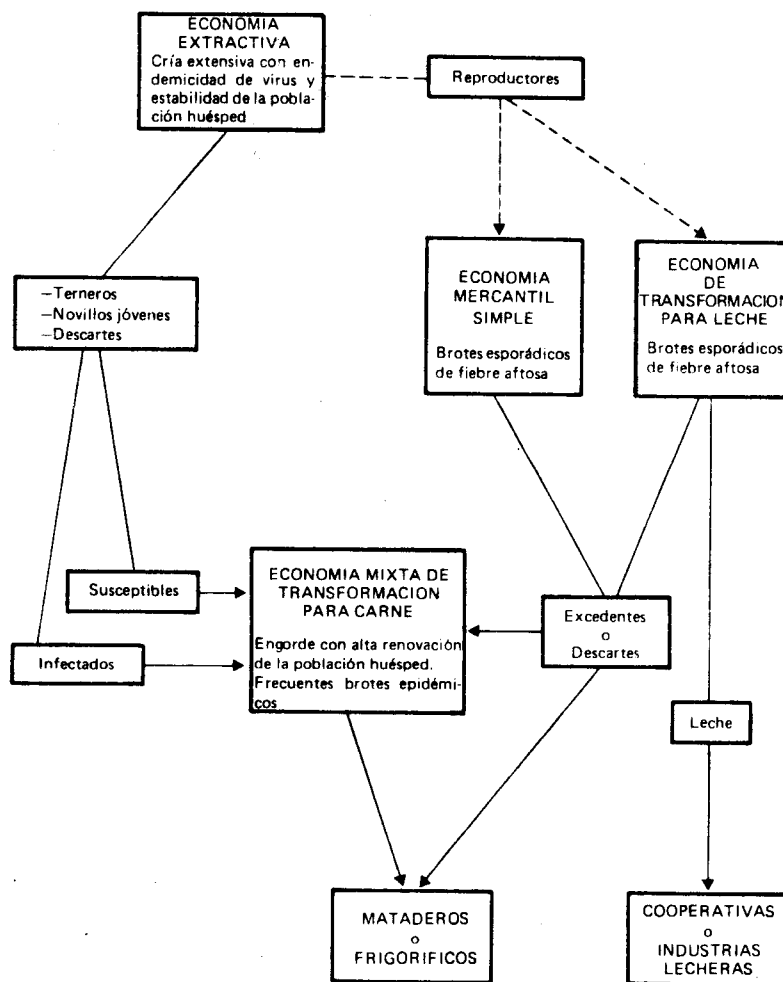 ECONOMIA
EXTRACTIVA
Cría extensiva con en-
demicidad de virus y
estabilidad de la pobla-
ción huésped
Reproductores
—Terneros
—Novillos jóvenes
—Descartes
ECONOMIA
MERCANTIL
SIMPLE
Brotes esporádicos
de fiebre aftosa
ECONOMIA
DE
TRANSFORMACION
PARA LECHE
Brotes esporádicos
de fiebre aftosa
Susceptibles
Infectados
ECONOMIA MIXTA DE
TRANSFORMACION
PARA CARNE
Engorde con alta renovación
de la población huésped.
Frecuentes brotes epidémi-
cos
Excedentes
o
Descartes
Leche
MATADEROS
o
FRIGORIFICOS
COOPERATIVAS
o
INDUSTRIAS
LECHERAS